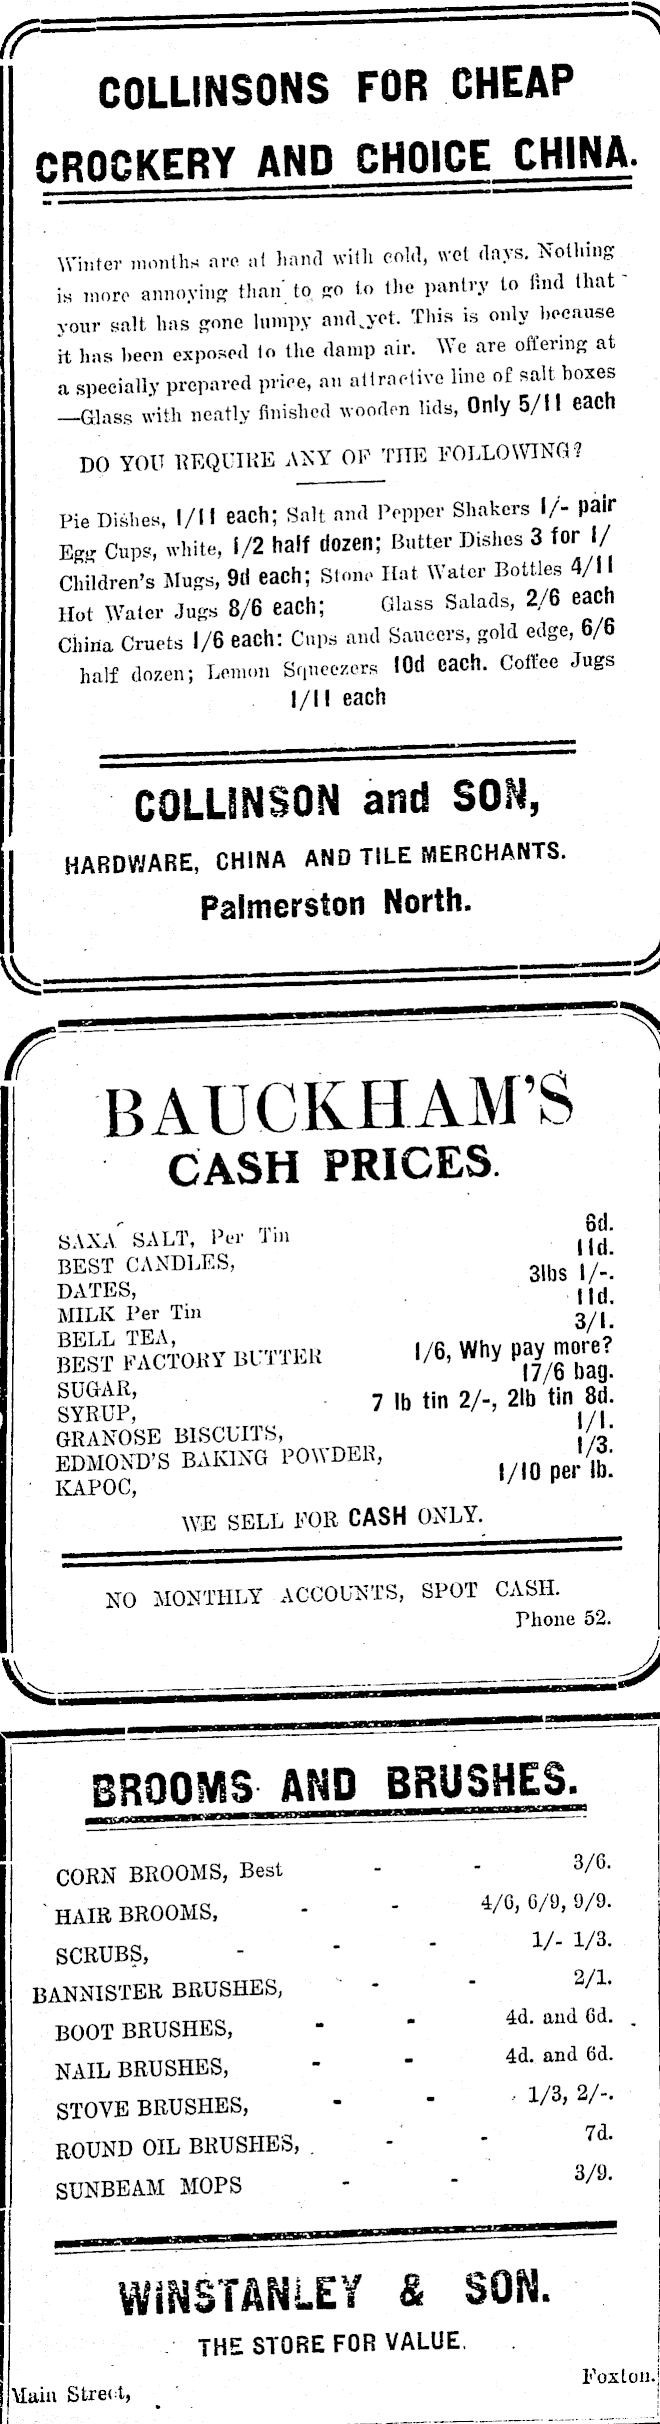 COLLINSONS FOR CHEAP
CROCKERY AND CHOICE CHINA.
Winter months are at hand with cold, wet days. Nothing
is more annoying than to go to the pantry to find that
your salt has gone lumpy and yet. This is only because
it has been exposed to the damp air. We are offering at
a specially prepared price, an attractive line of salt boxes
—Glass with neatly finished wooden lids, Only 5/11 each
DO YOU REQUIRE ANY OF THE FOLLOWING?
Pie Dishes, 1/11 each; Salt and Pepper Shakers 1/- pair
Egg Cups, white, 1/2 half dozen; Butter Dishes 3 for 1/
Children's Mugs, 9d each; Stone Hat Water Bottles 4/11
Hot Water Jugs 8/6 each; Glass Salads, 2/6 each
China Cruets 1/6 each: Cups and Saucers, gold edge, 6/6
half dozen; Lemon Squeezers 10d each. Coffee Jugs
1/11 each
COLLINSON and SON,
HARDWARE, CHINA AND TILE MERCHANTS.
Palmerston North.
BAUCKHAM'S
CASH PRICES.
SAXA SALT, Per Tin 6d.
BEST CANDLES, 11d.
DATES, 3lbs 1/-.
MILK Per Tin 11d.
BELL TEA, 3/1.
BEST FACTORY BUTTER 1/6, Why pay more?
SUGAR, 17/6 bag.
SYRUP, 7 lb tin 2/-, 2lb tin 8d.
GRANOSE BISCUITS, 1/1.
EDMOND'S BAKING POWDER, 1/3.
KAPOC, 1/10 per lb.
WE SELL FOR CASH ONLY.
NO MONTHLY ACCOUNTS, SPOT CASH.
Phone 52.
BROOMS AND BRUSHES.
CORN BROOMS, Best - - 3/6.
HAIR BROOMS, - - 4/6, 6/9, 9/9.
SCRUBS, - - - 1/- 1/3.
BANNISTER BRUSHES, - - 2/1.
BOOT BRUSHES, - - 4d. and 6d.
NAIL BRUSHES, - - 4d. and 6d.
STOVE BRUSHES, - - 1/3, 2/-.
ROUND OIL BRUSHES, - - 7d.
SUNBEAM MOPS - - 3/9.
WINSTANLEY & SON.
THE STORE FOR VALUE.
Main Street, Foxton.